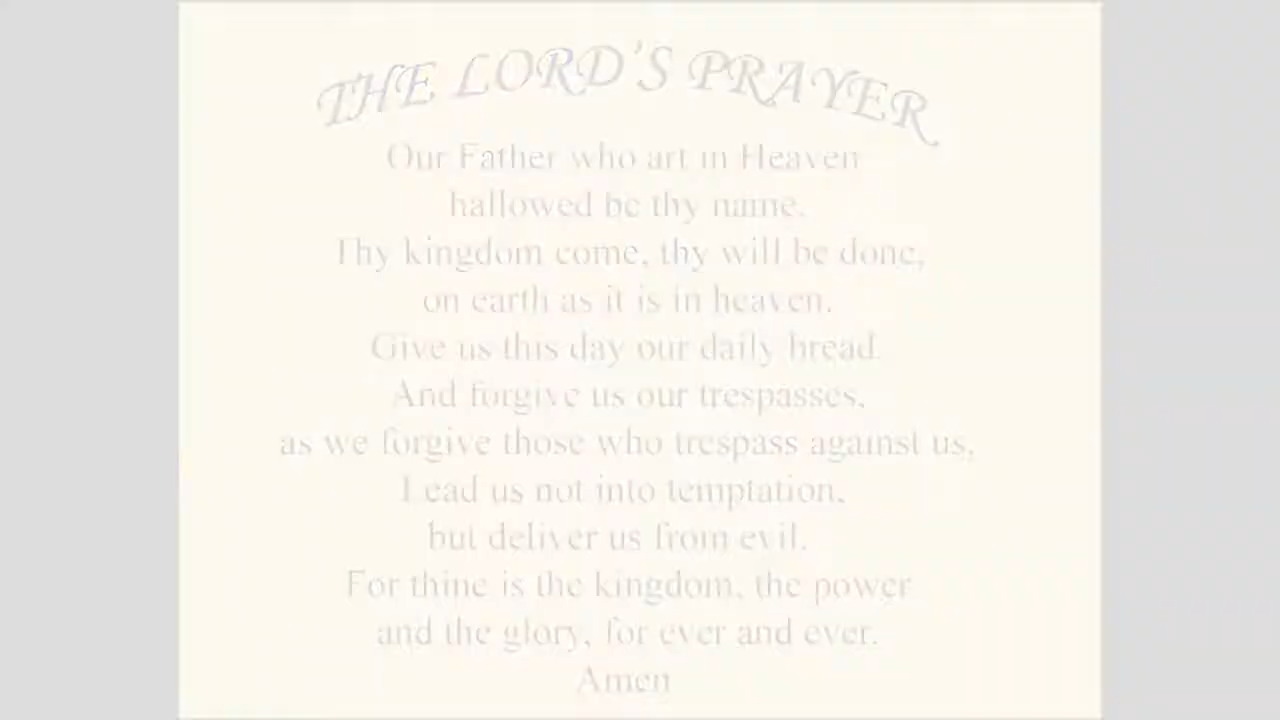 THE LORD'S PRAYER
Our Father who art in Heaven
hallowed be thy name.
Thy kingdom come, thy will be done,
on earth as it is in heaven.
Give us this day our daily bread.
And forgive us our trespasses,
as we forgive those who trespass against us,
Lead us not into temptation,
but deliver us from evil.
For thine is the kingdom, the power
and the glory, for ever and ever.
Amen